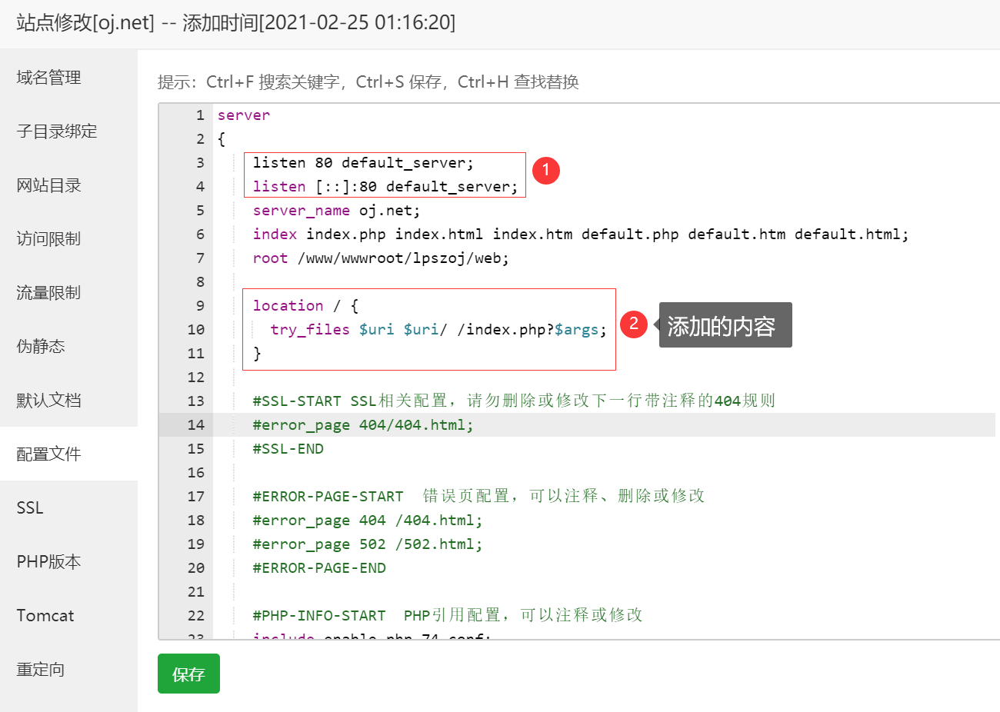 站点修改[oj.net] -- 添加时间[2021-02-25 01:16:20]
域名管理
子目录绑定
网站目录
访问限制
流量限制
伪静态
默认文档
配置文件
SSL
PHP版本
Tomcat
重定向
提示：Ctrl+F 搜索关键字，Ctrl+S 保存，Ctrl+H 查找替换
1 server
2 {
3 listen 80 default_server;
4 listen [::]:80 default_server;
1
5 server_name oj.net;
6 index index.php index.html index.htm default.php default.htm default.html;
7 root /www/wwwroot/lpszoj/web;
8
9 location / {
10 try_files $uri $uri/ /index.php?$args;
2 添加的内容
11 }
12
13 #SSL-START SSL相关配置，请勿删除或修改下一行带注释的404规则
14 #error_page 404/404.html;
15 #SSL-END
16
17 #ERROR-PAGE-START 错误页配置，可以注释、删除或修改
18 #error_page 404 /404.html;
19 #error_page 502 /502.html;
20 #ERROR-PAGE-END
21
22 #PHP-INFO-START PHP引用配置，可以注释或修改
23 include enable-php-74.conf;
保存